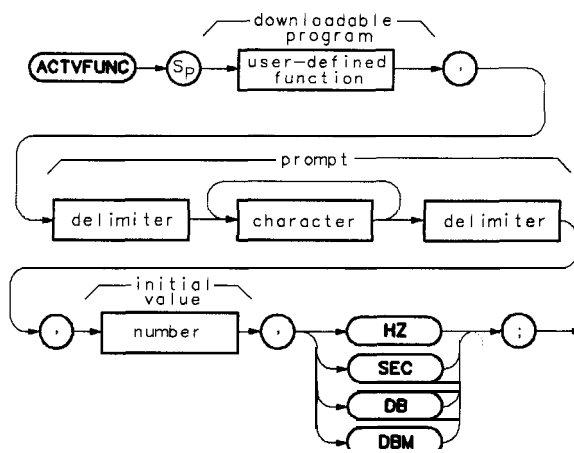 downloadable
program
ACTVFUNC SP user-defined
function ,
prompt
delimiter character delimiter
initial
value
, number , HZ ;
SEC
DB
DBM